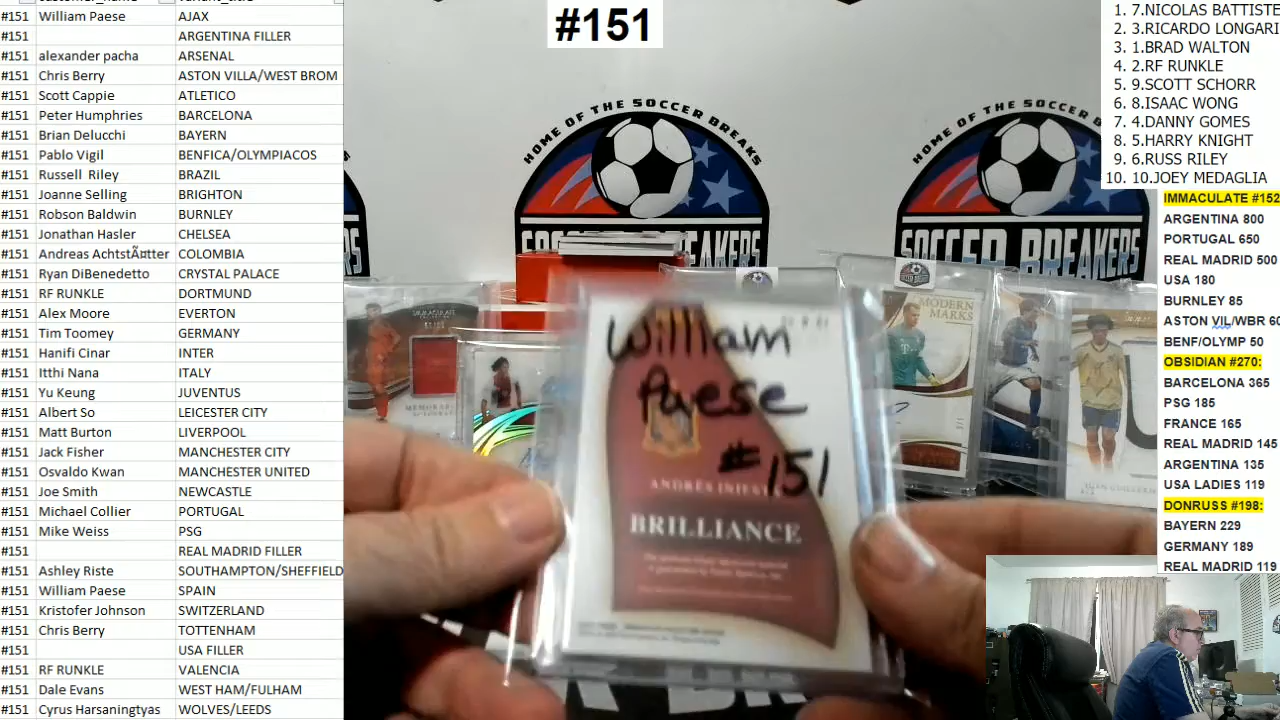 #151 William Paese AJAX
#151 ARGENTINA FILLER
#151 alexander pacha ARSENAL
#151 Chris Berry ASTON VILLA/WEST BROM
#151 Scott Cappie ATLETICO
#151 Peter Humphries BARCELONA
#151 Brian Delucchi BAYERN
#151 Pablo Vigil BENFICA/OLYMPIACOS
#151 Russell Riley BRAZIL
#151 Joanne Selling BRIGHTON
#151 Robson Baldwin BURNLEY
#151 Jonathan Hasler CHELSEA
#151 Andreas AchtstÃ¤tter COLOMBIA
#151 Ryan DiBenedetto CRYSTAL PALACE
#151 RF RUNKLE DORTMUND
#151 Alex Moore EVERTON
#151 Tim Toomey GERMANY
#151 Hanifi Cinar INTER
#151 Itthi Nana ITALY
#151 Yu Keung JUVENTUS
#151 Albert So LEICESTER CITY
#151 Matt Burton LIVERPOOL
#151 Jack Fisher MANCHESTER CITY
#151 Osvaldo Kwan MANCHESTER UNITED
#151 Joe Smith NEWCASTLE
#151 Michael Collier PORTUGAL
#151 Mike Weiss PSG
#151 REAL MADRID FILLER
#151 Ashley Riste SOUTHAMPTON/SHEFFIELD
#151 William Paese SPAIN
#151 Kristofer Johnson SWITZERLAND
#151 Chris Berry TOTTENHAM
#151 USA FILLER
#151 RF RUNKLE VALENCIA
#151 Dale Evans WEST HAM/FULHAM
#151 Cyrus Harsaningtyas WOLVES/LEEDS
#151
HOME OF THE SOCCER BREAKS
SOCCER BREAKERS
HOME OF THE SOCCER BREAKS
SOCCER BREAKERS
William
Paese
#151
ANDRÉS INIESTA
BRILLIANCE
MODERN
MARKS
1. 7.NICOLAS BATTISTE
2. 3.RICARDO LONGARI
3. 1.BRAD WALTON
4. 2.RF RUNKLE
5. 9.SCOTT SCHORR
6. 8.ISAAC WONG
7. 4.DANNY GOMES
8. 5.HARRY KNIGHT
9. 6.RUSS RILEY
10. 10.JOEY MEDAGLIA
IMMACULATE #152
ARGENTINA 800
PORTUGAL 650
REAL MADRID 500
USA 180
BURNLEY 85
ASTON VIL/WBR 60
BENF/OLYMP 50
OBSIDIAN #270:
BARCELONA 365
PSG 185
FRANCE 165
REAL MADRID 145
ARGENTINA 135
USA LADIES 119
DONRUSS #198:
BAYERN 229
GERMANY 189
REAL MADRID 119